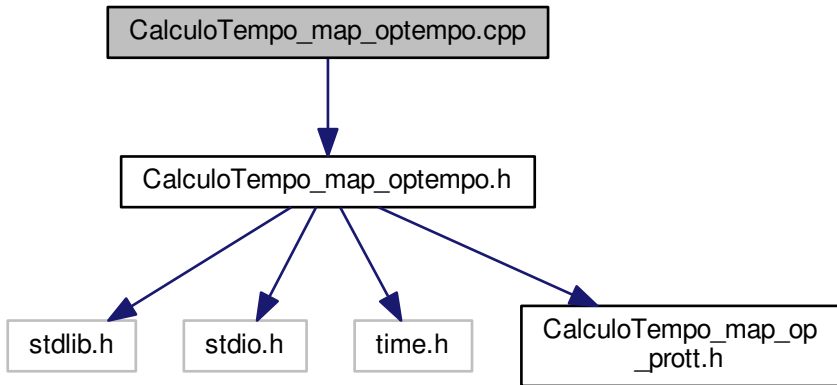 CalculoTempo_map_optempo.cpp
CalculoTempo_map_optempo.h
stdlib.h
stdio.h
time.h
CalculoTempo_map_op
_prott.h